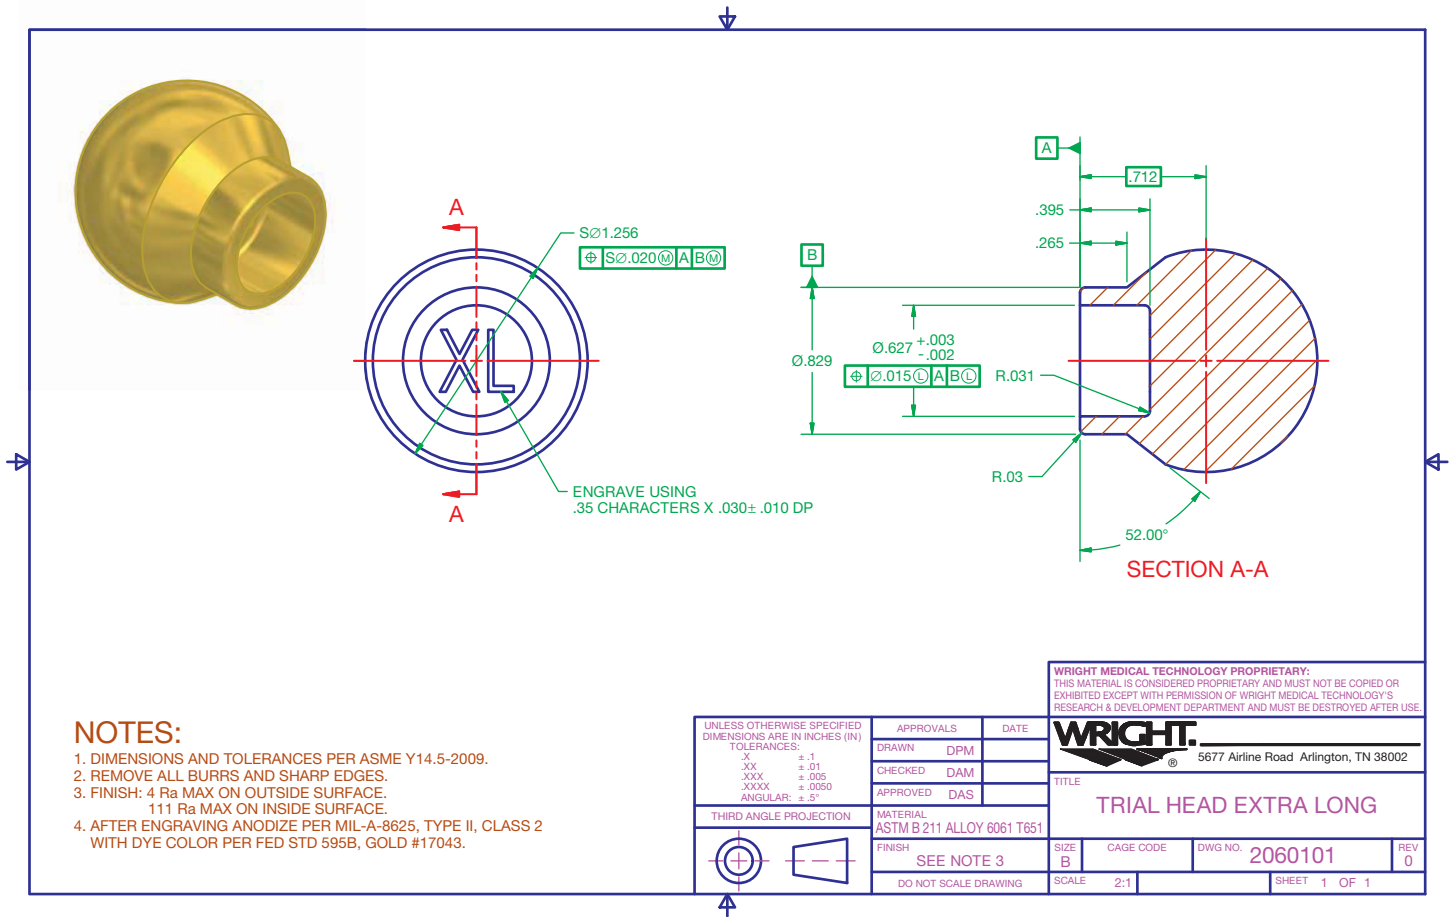 A
SØ1.256
⌖ SØ.020Ⓜ A BⓂ
XL
ENGRAVE USING
.35 CHARACTERS X .030± .010 DP
A
A
.712
.395
.265
B
Ø.829
Ø.627 +.003
-.002
⌖ Ø.015Ⓛ A BⓁ
R.031
R.03
52.00°
SECTION A-A
NOTES:
1. DIMENSIONS AND TOLERANCES PER ASME Y14.5-2009.
2. REMOVE ALL BURRS AND SHARP EDGES.
3. FINISH: 4 Ra MAX ON OUTSIDE SURFACE.
111 Ra MAX ON INSIDE SURFACE.
4. AFTER ENGRAVING ANODIZE PER MIL-A-8625, TYPE II, CLASS 2
WITH DYE COLOR PER FED STD 595B, GOLD #17043.
UNLESS OTHERWISE SPECIFIED
DIMENSIONS ARE IN INCHES (IN)
TOLERANCES:
.X ± .1
.XX ± .01
.XXX ± .005
.XXXX ± .0050
ANGULAR: ± .5°
THIRD ANGLE PROJECTION
APPROVALS DATE
DRAWN DPM
CHECKED DAM
APPROVED DAS
MATERIAL
ASTM B 211 ALLOY 6061 T651
FINISH
SEE NOTE 3
DO NOT SCALE DRAWING
WRIGHT MEDICAL TECHNOLOGY PROPRIETARY:
THIS MATERIAL IS CONSIDERED PROPRIETARY AND MUST NOT BE COPIED OR
EXHIBITED EXCEPT WITH PERMISSION OF WRIGHT MEDICAL TECHNOLOGY'S
RESEARCH & DEVELOPMENT DEPARTMENT AND MUST BE DESTROYED AFTER USE.
WRIGHT.
®
5677 Airline Road Arlington, TN 38002
TITLE
TRIAL HEAD EXTRA LONG
SIZE
B
CAGE CODE
DWG NO. 2060101
REV
0
SCALE 2:1
SHEET 1 OF 1